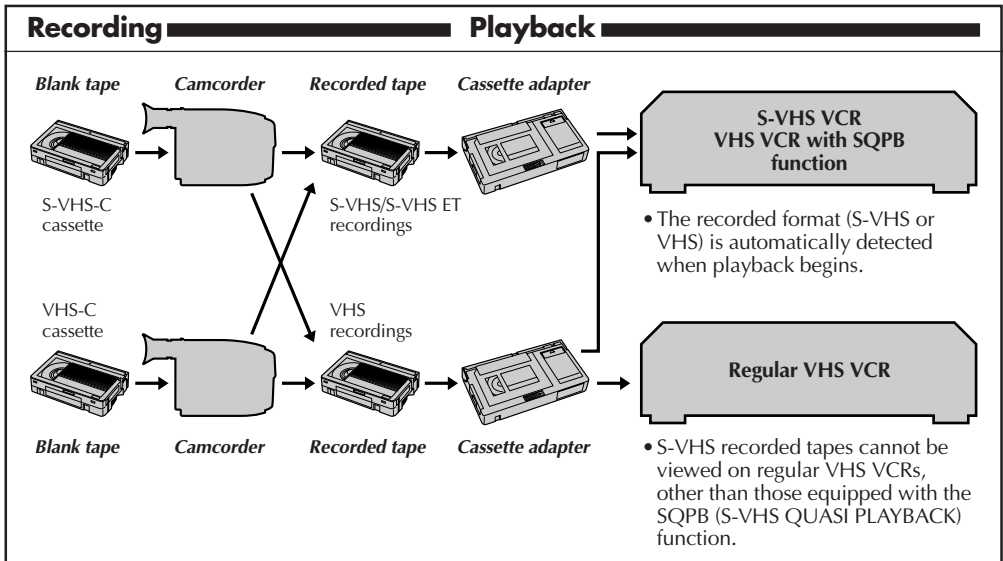 Recording
Playback
Blank tape
Camcorder
Recorded tape
Cassette adapter
S-VHS-C
cassette
S-VHS/S-VHS ET
recordings
S-VHS VCR
VHS VCR with SQPB
function
• The recorded format (S-VHS or
VHS) is automatically detected
when playback begins.
VHS-C
cassette
VHS
recordings
Regular VHS VCR
Blank tape
Camcorder
Recorded tape
Cassette adapter
• S-VHS recorded tapes cannot be
viewed on regular VHS VCRs,
other than those equipped with the
SQPB (S-VHS QUASI PLAYBACK)
function.